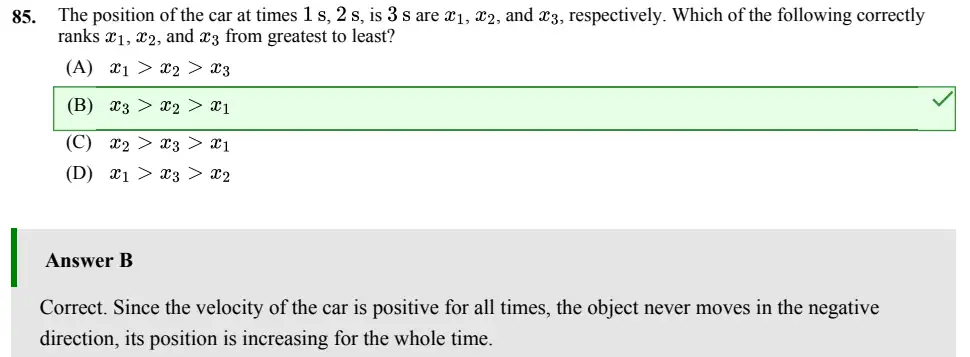 85. The position of the car at times 1 s, 2 s, is 3 s are x₁, x₂, and x₃, respectively. Which of the following correctly
ranks x₁, x₂, and x₃ from greatest to least?
(A) x₁ > x₂ > x₃
(B) x₃ > x₂ > x₁
(C) x₂ > x₃ > x₁
(D) x₁ > x₃ > x₂
Answer B
Correct. Since the velocity of the car is positive for all times, the object never moves in the negative
direction, its position is increasing for the whole time.